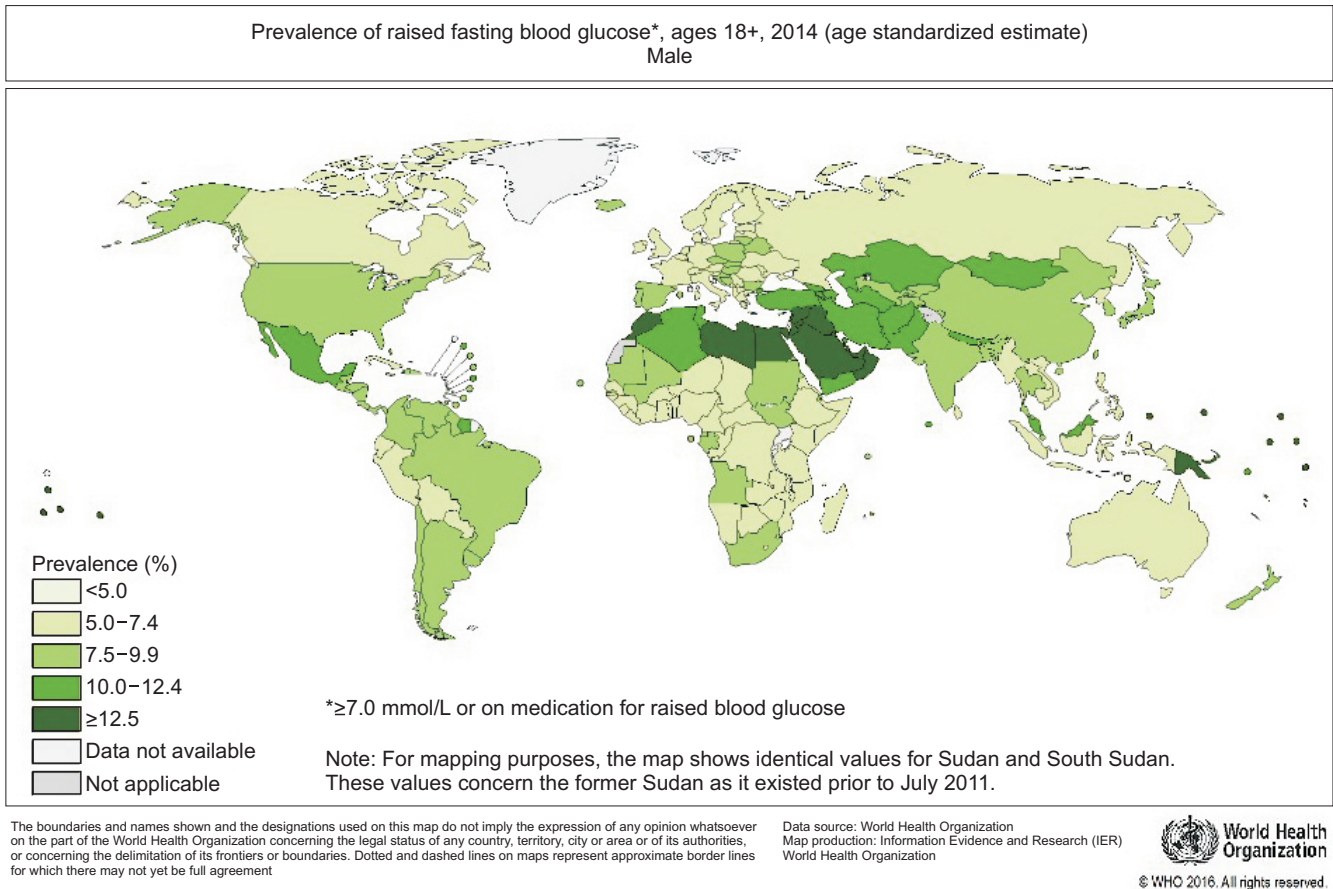 Prevalence of raised fasting blood glucose*, ages 18+, 2014 (age standardized estimate)
Male
Prevalence (%)
<5.0
5.0−7.4
7.5−9.9
10.0−12.4
≥12.5
Data not available
Not applicable
*≥7.0 mmol/L or on medication for raised blood glucose
Note: For mapping purposes, the map shows identical values for Sudan and South Sudan.
These values concern the former Sudan as it existed prior to July 2011.
The boundaries and names shown and the designations used on this map do not imply the expression of any opinion whatsoever
on the part of the World Health Organization concerning the legal status of any country, territory, city or area or of its authorities,
or concerning the delimitation of its frontiers or boundaries. Dotted and dashed lines on maps represent approximate border lines
for which there may not yet be full agreement
Data source: World Health Organization
Map production: Information Evidence and Research (IER)
World Health Organization
World Health
Organization
© WHO 2016. All rights reserved.